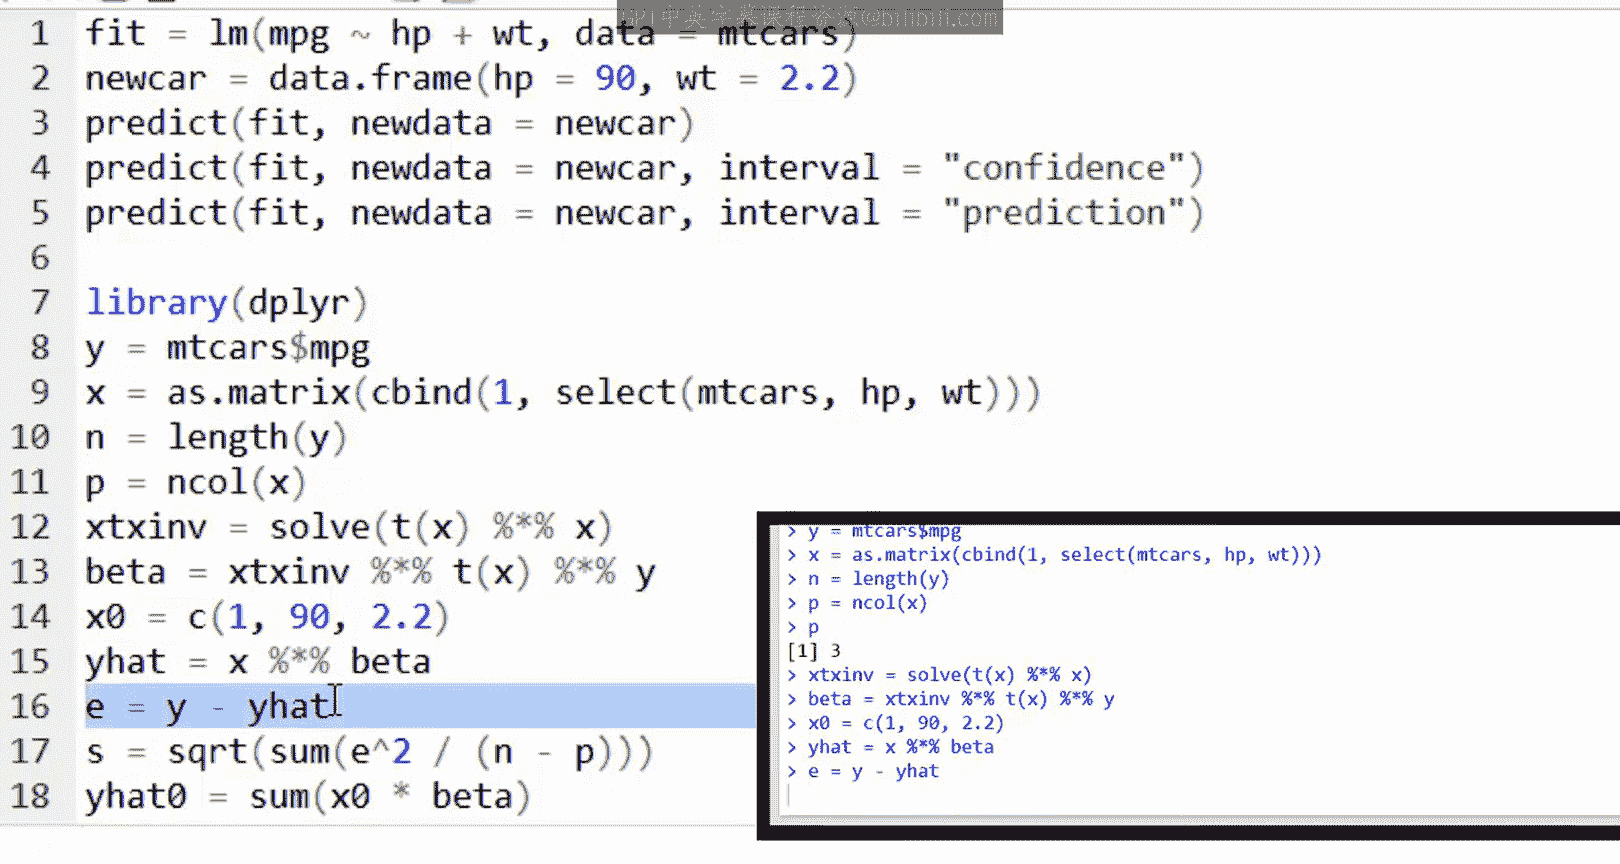 1 fit = lm(mpg ~ hp + wt, data = mtcars)
2 newcar = data.frame(hp = 90, wt = 2.2)
3 predict(fit, newdata = newcar)
4 predict(fit, newdata = newcar, interval = "confidence")
5 predict(fit, newdata = newcar, interval = "prediction")
6
7 library(dplyr)
8 y = mtcars$mpg
9 x = as.matrix(cbind(1, select(mtcars, hp, wt)))
10 n = length(y)
11 p = ncol(x)
12 xtxinv = solve(t(x) %*% x)
13 beta = xtxinv %*% t(x) %*% y
14 x0 = c(1, 90, 2.2)
15 yhat = x %*% beta
16 e = y - yhat
17 s = sqrt(sum(e^2 / (n - p)))
18 yhat0 = sum(x0 * beta)
> y = mtcars$mpg
> x = as.matrix(cbind(1, select(mtcars, hp, wt)))
> n = length(y)
> p = ncol(x)
> p
[1] 3
> xtxinv = solve(t(x) %*% x)
> beta = xtxinv %*% t(x) %*% y
> x0 = c(1, 90, 2.2)
> yhat = x %*% beta
> e = y - yhat